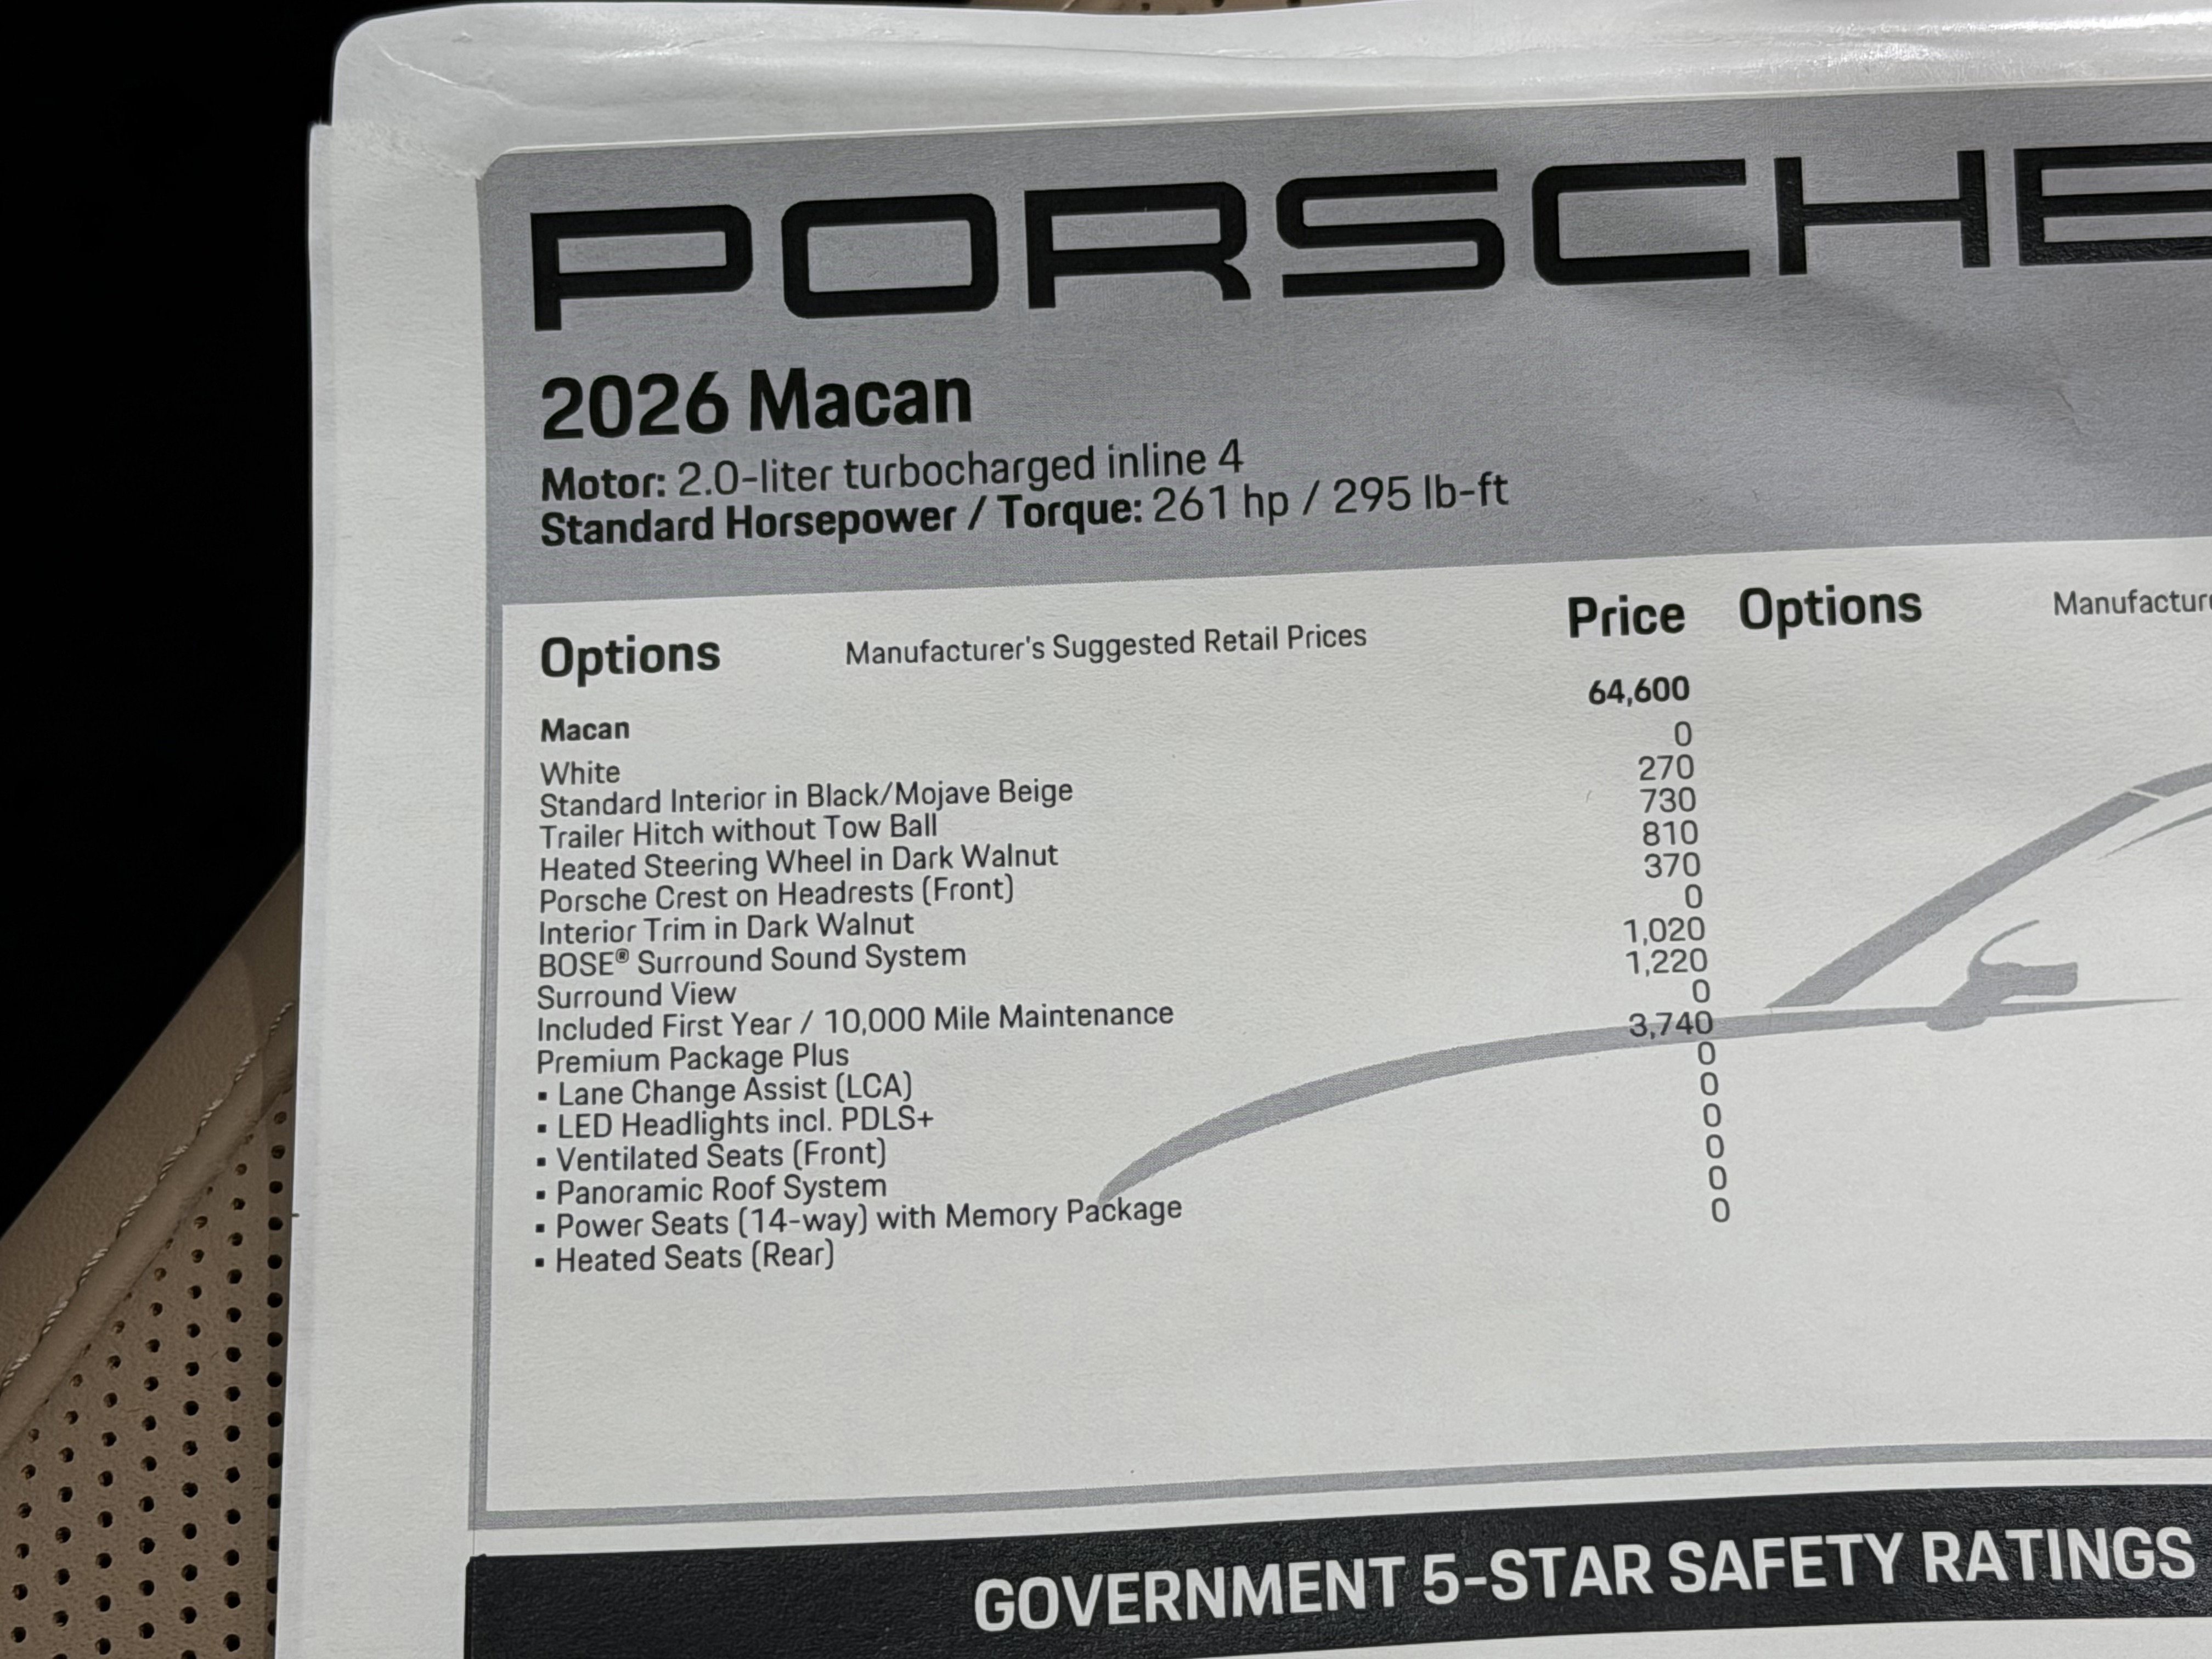 PORSCHE
2026 Macan
Motor: 2.0-liter turbocharged inline 4
Standard Horsepower / Torque: 261 hp / 295 lb-ft
Options Manufacturer's Suggested Retail Prices Price Options
Macan 64,600
White 0
Standard Interior in Black/Mojave Beige 270
Trailer Hitch without Tow Ball 730
Heated Steering Wheel in Dark Walnut 810
Porsche Crest on Headrests (Front) 370
Interior Trim in Dark Walnut 0
BOSE® Surround Sound System 1,020
Surround View 1,220
Included First Year / 10,000 Mile Maintenance 0
Premium Package Plus 3,740
▪ Lane Change Assist (LCA) 0
▪ LED Headlights incl. PDLS+ 0
▪ Ventilated Seats (Front) 0
▪ Panoramic Roof System 0
▪ Power Seats (14-way) with Memory Package 0
▪ Heated Seats (Rear) 0
GOVERNMENT 5-STAR SAFETY RATINGS